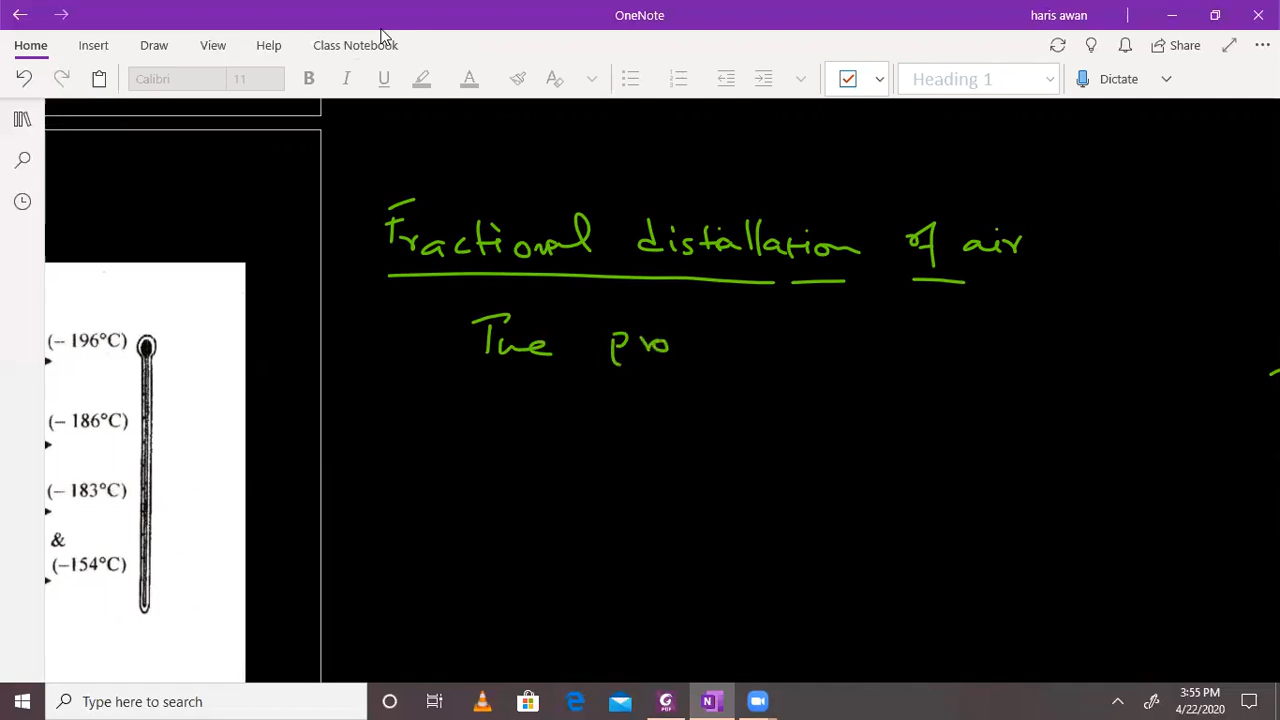 OneNote
haris awan
Home Insert Draw View Help Class Notebook
Share
Calibri 11 B I U A A Heading 1 Dictate
Fractional distallation of air
The pro
(– 196°C)
(– 186°C)
(– 183°C)
&
(–154°C)
Type here to search
PDF
N
3:55 PM
4/22/2020